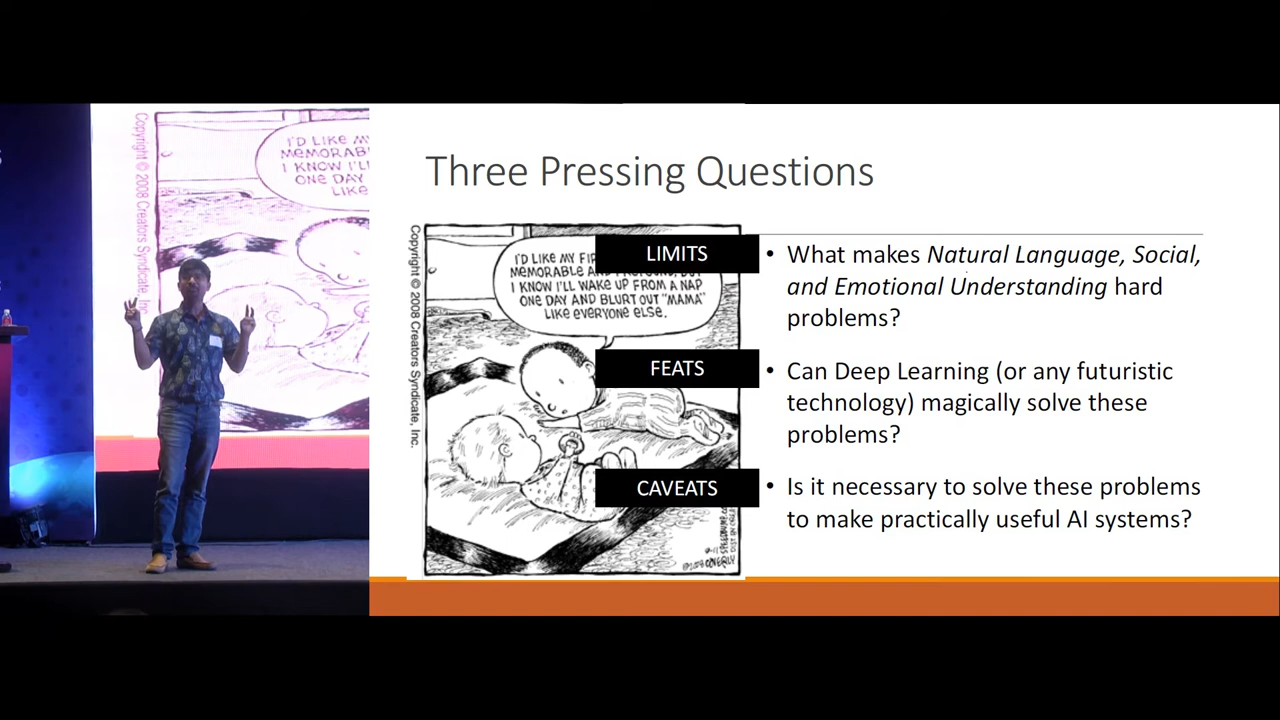 Three Pressing Questions
LIMITS
• What makes Natural Language, Social,
and Emotional Understanding hard
problems?
FEATS
• Can Deep Learning (or any futuristic
technology) magically solve these
problems?
CAVEATS
• Is it necessary to solve these problems
to make practically useful AI systems?
I'D LIKE MY
MEMORABLE
I KNOW I'LL WAKE UP FROM A NAP
ONE DAY AND BLURT OUT "MAMA"
LIKE EVERYONE ELSE.
Copyright © 2008 Creators Syndicate, Inc.
9-11
Copyright © 2008 Creators Syndicate, Inc.
I'D LIKE
MEMORAB
I KNOW I'LL
ONE DAY
LIKE